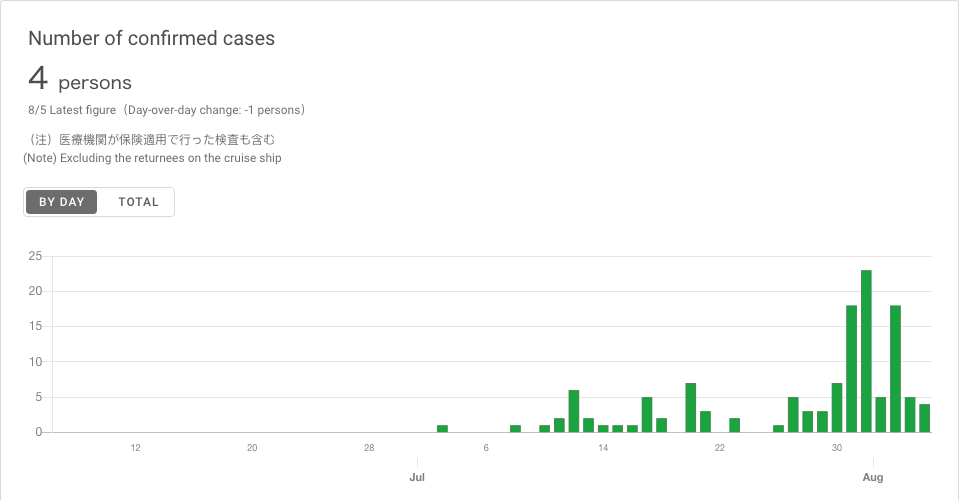 Number of confirmed cases
4 persons
8/5 Latest figure（Day-over-day change: -1 persons）
（注）医療機関が保険適用で行った検査も含む
(Note) Excluding the returnees on the cruise ship
BY DAY TOTAL
25
20
15
10
5
0
12 20 28 6 14 22 30
Jul Aug